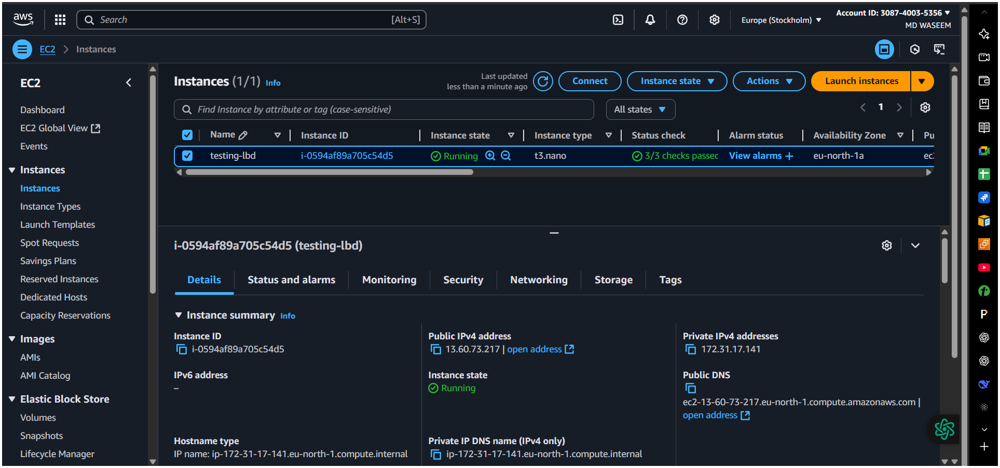 aws
Search [Alt+S]
Europe (Stockholm)
Account ID: 3087-4003-5356
MD WASEEM
EC2 Instances
EC2
Dashboard
EC2 Global View
Events
Instances
Instances
Instance Types
Launch Templates
Spot Requests
Savings Plans
Reserved Instances
Dedicated Hosts
Capacity Reservations
Images
AMIs
AMI Catalog
Elastic Block Store
Volumes
Snapshots
Lifecycle Manager
Instances (1/1) Info
Last updated
less than a minute ago
Connect
Instance state
Actions
Launch instances
Find Instance by attribute or tag (case-sensitive)
All states
1
Name Instance ID Instance state Instance type Status check Alarm status Availability Zone Pu
testing-lbd i-0594af89a705c54d5 Running t3.nano 3/3 checks passed View alarms + eu-north-1a ec2
i-0594af89a705c54d5 (testing-lbd)
Details Status and alarms Monitoring Security Networking Storage Tags
Instance summary Info
Instance ID
i-0594af89a705c54d5
Public IPv4 address
13.60.73.217 | open address
Private IPv4 addresses
172.31.17.141
IPv6 address
–
Instance state
Running
Public DNS
ec2-13-60-73-217.eu-north-1.compute.amazonaws.com |
open address
Hostname type
IP name: ip-172-31-17-141.eu-north-1.compute.internal
Private IP DNS name (IPv4 only)
ip-172-31-17-141.eu-north-1.compute.internal
P